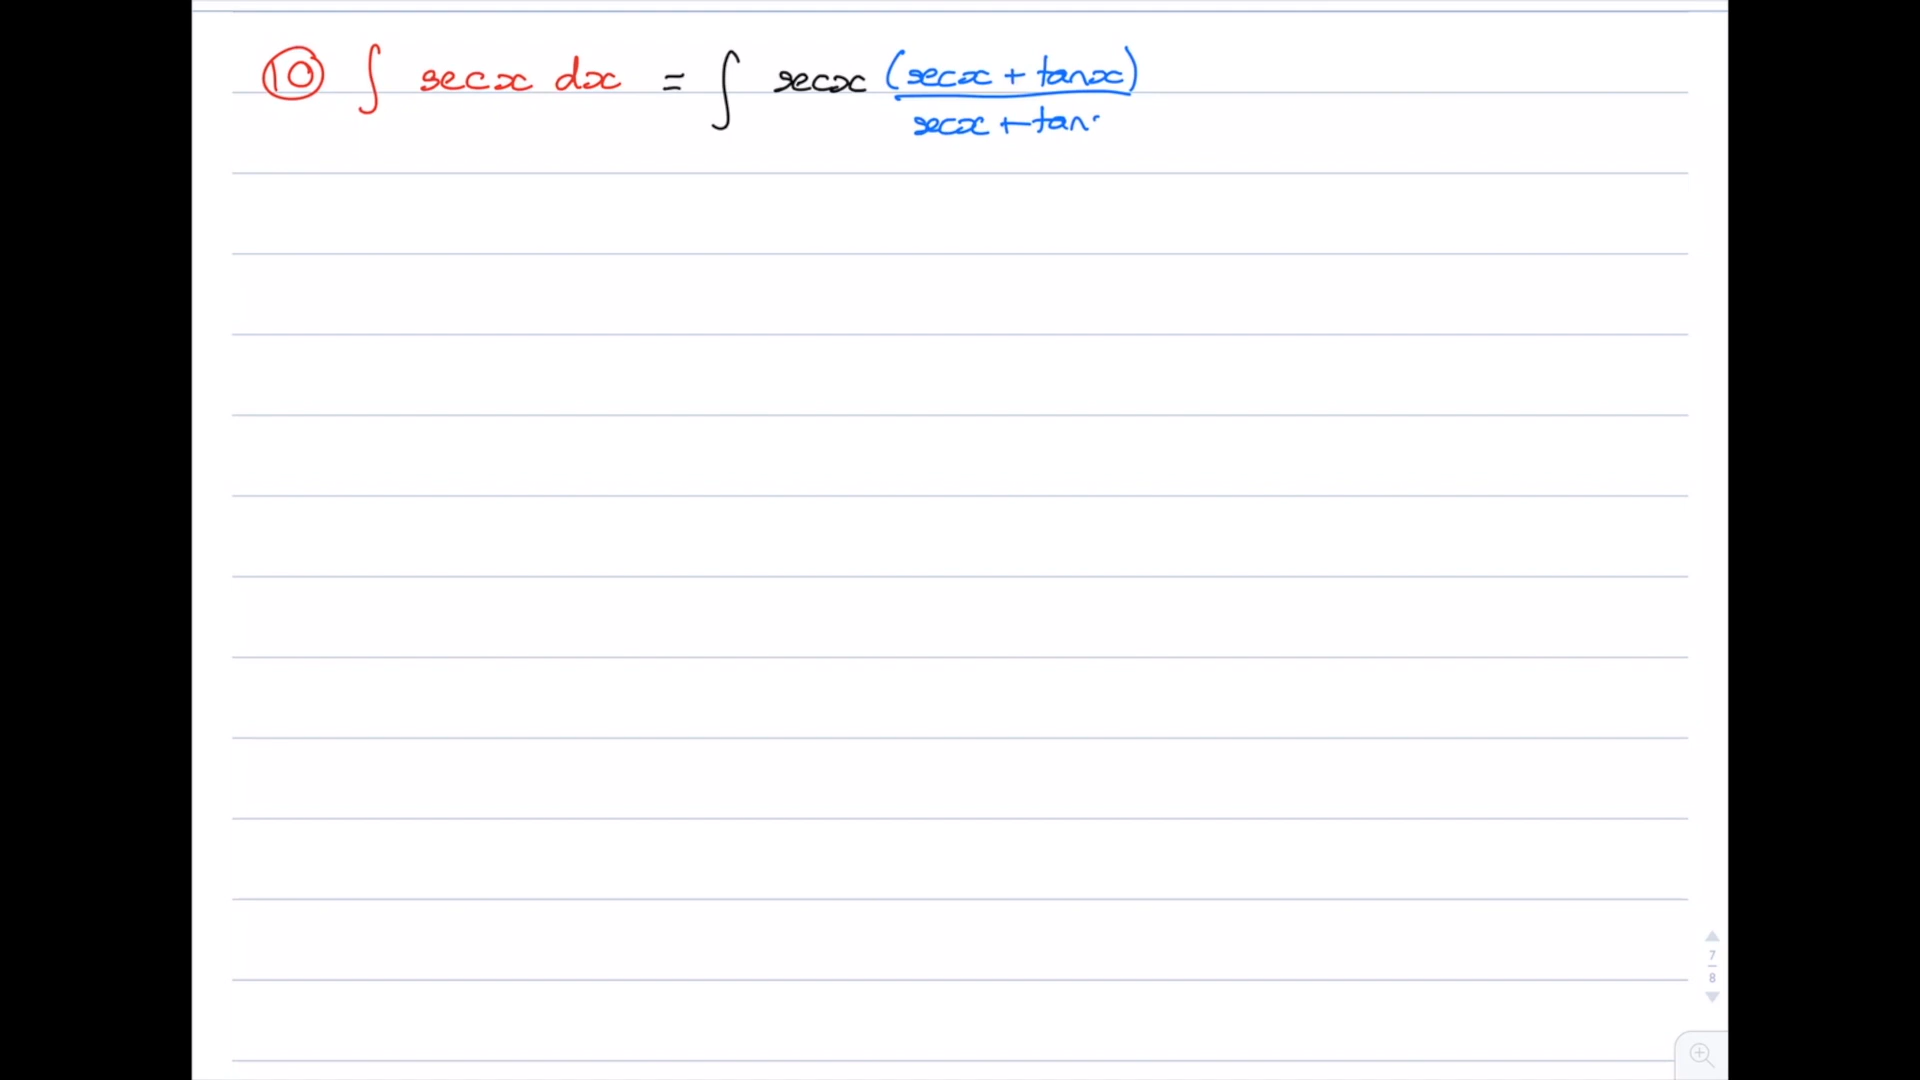 ⑩ ∫ secx dx = ∫ secx (secx + tanx)
secx + tan
7
8